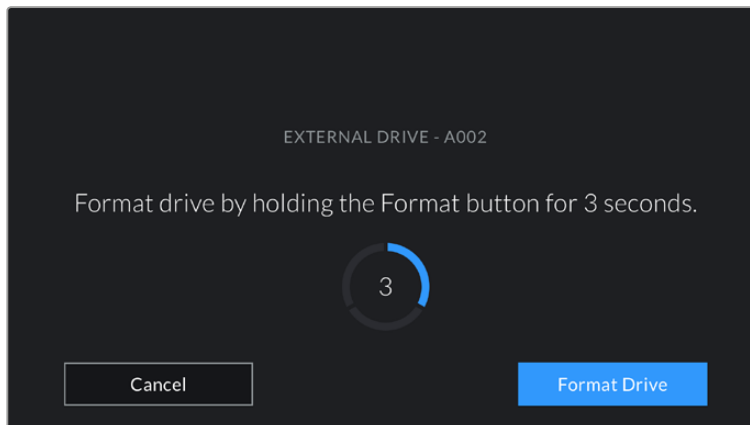 EXTERNAL DRIVE - A002
Format drive by holding the Format button for 3 seconds.
3
Cancel
Format Drive